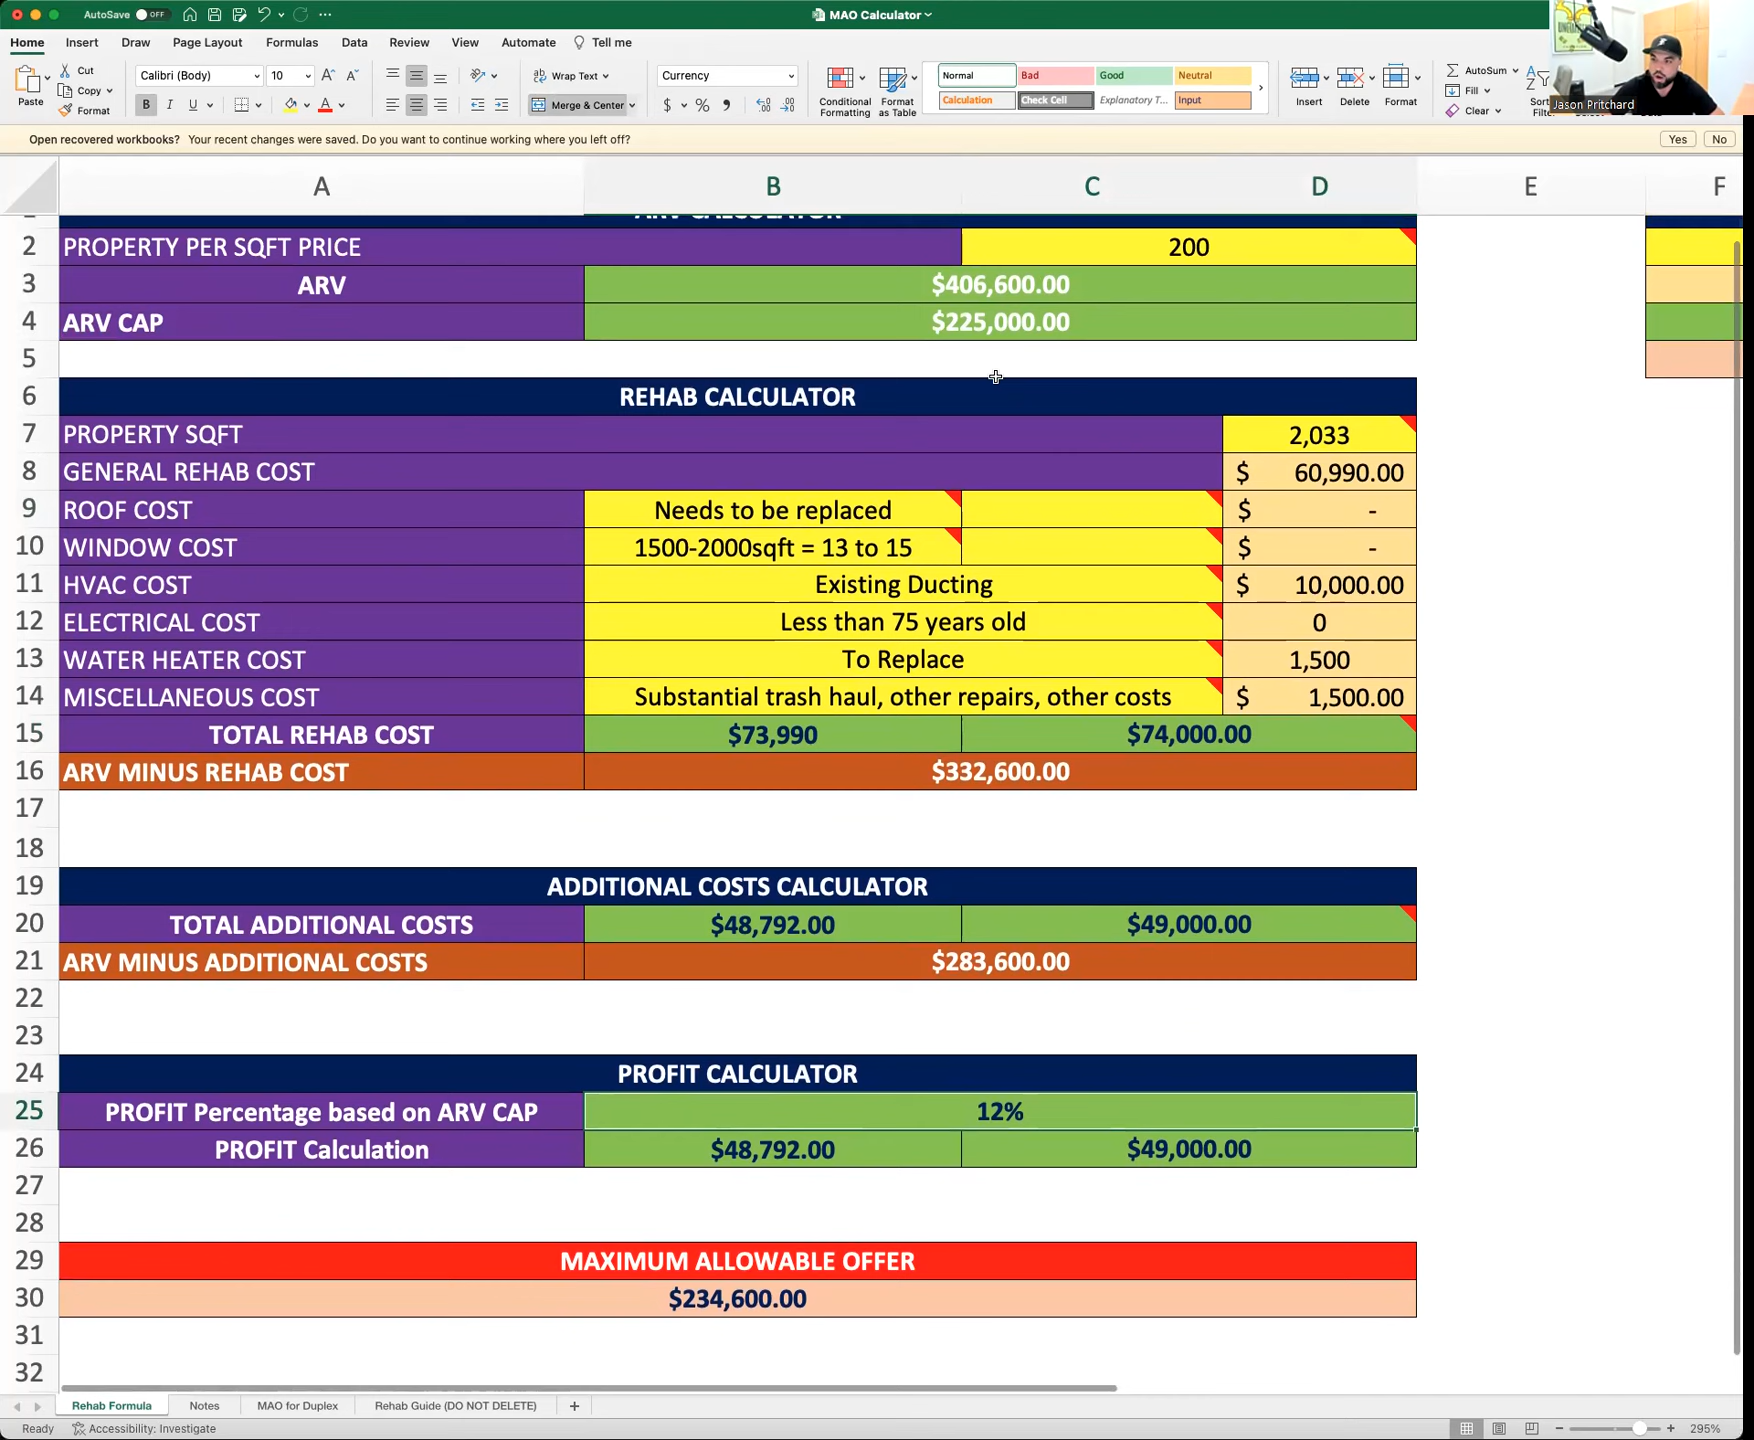 AutoSave OFF
MAO Calculator
Home Insert Draw Page Layout Formulas Data Review View Automate Tell me
Paste
Cut
Copy
Format
Calibri (Body) 10
B I U
Wrap Text
Merge & Center
Currency
$ %
Conditional Formatting
Format as Table
Normal Bad Good Neutral
Calculation Check Cell Explanatory T... Input
Insert Delete Format
AutoSum
Fill
Clear
Jason Pritchard
Open recovered workbooks? Your recent changes were saved. Do you want to continue working where you left off? Yes No
A B C D E F
ARV CALCULATOR
2 PROPERTY PER SQFT PRICE 200
3 ARV $406,600.00
4 ARV CAP $225,000.00
5
6 REHAB CALCULATOR
7 PROPERTY SQFT 2,033
8 GENERAL REHAB COST $ 60,990.00
9 ROOF COST Needs to be replaced $ -
10 WINDOW COST 1500-2000sqft = 13 to 15 $ -
11 HVAC COST Existing Ducting $ 10,000.00
12 ELECTRICAL COST Less than 75 years old 0
13 WATER HEATER COST To Replace 1,500
14 MISCELLANEOUS COST Substantial trash haul, other repairs, other costs $ 1,500.00
15 TOTAL REHAB COST $73,990 $74,000.00
16 ARV MINUS REHAB COST $332,600.00
17
18
19 ADDITIONAL COSTS CALCULATOR
20 TOTAL ADDITIONAL COSTS $48,792.00 $49,000.00
21 ARV MINUS ADDITIONAL COSTS $283,600.00
22
23
24 PROFIT CALCULATOR
25 PROFIT Percentage based on ARV CAP 12%
26 PROFIT Calculation $48,792.00 $49,000.00
27
28
29 MAXIMUM ALLOWABLE OFFER
30 $234,600.00
31
32
Rehab Formula Notes MAO for Duplex Rehab Guide (DO NOT DELETE) +
Ready Accessibility: Investigate 295%